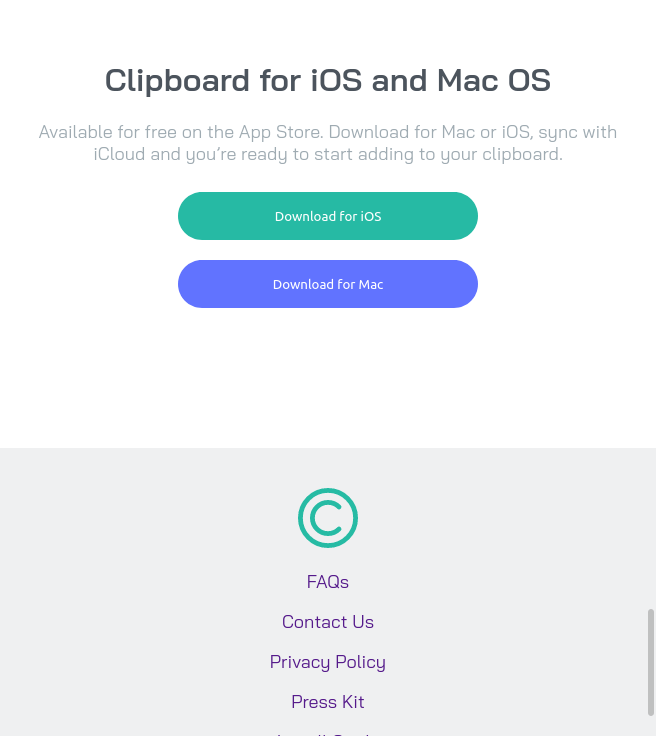 Clipboard for iOS and Mac OS
Available for free on the App Store. Download for Mac or iOS, sync with
iCloud and you’re ready to start adding to your clipboard.
Download for iOS
Download for Mac
FAQs
Contact Us
Privacy Policy
Press Kit